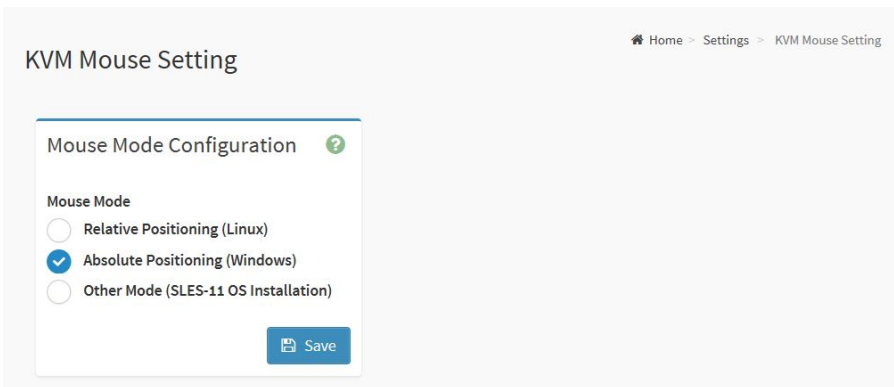 Home > Settings > KVM Mouse Setting
KVM Mouse Setting
Mouse Mode Configuration ?
Mouse Mode
Relative Positioning (Linux)
Absolute Positioning (Windows)
Other Mode (SLES-11 OS Installation)
Save